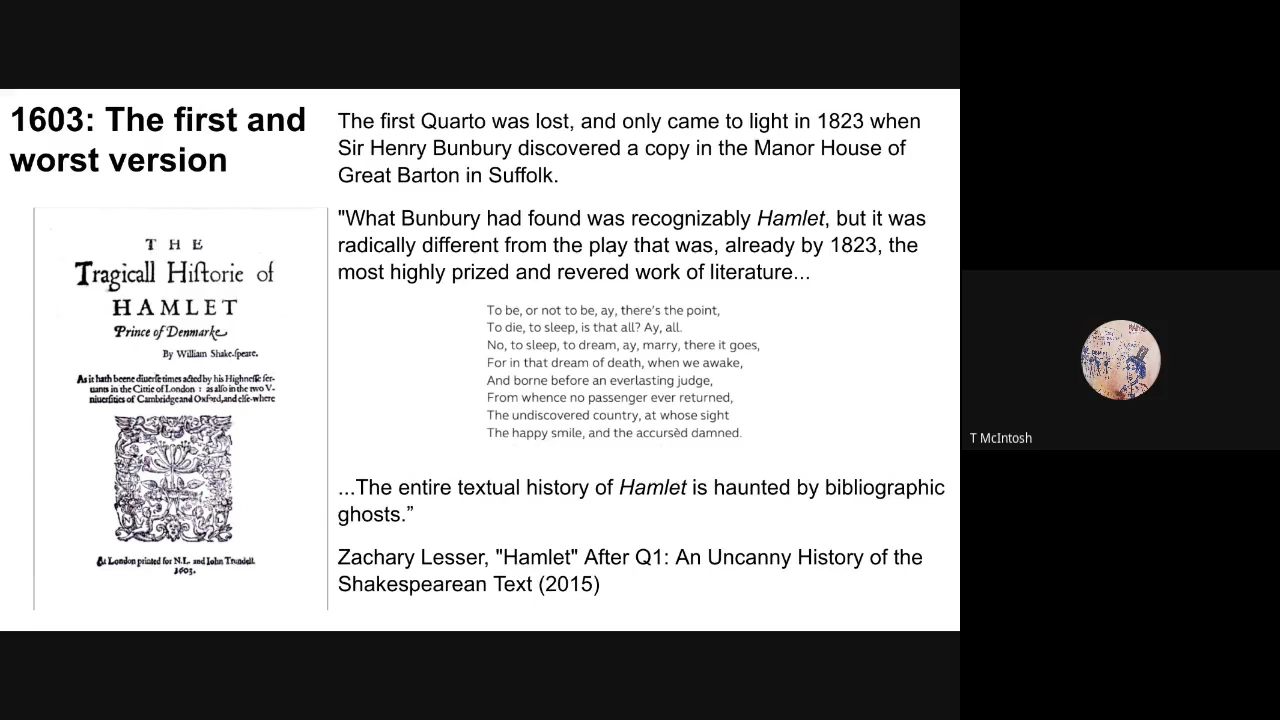 1603: The first and
worst version
THE
Tragicall Historie of
HAMLET
Prince of Denmarke
By William Shake-speare.
As it hath beene diuerse times acted by his Highnesse ser-
uants in the Cittie of London : as also in the two V-
niuersities of Cambridge and Oxford, and else-where
At London printed for N.L. and Iohn Trundell.
1603.
The first Quarto was lost, and only came to light in 1823 when
Sir Henry Bunbury discovered a copy in the Manor House of
Great Barton in Suffolk.
"What Bunbury had found was recognizably Hamlet, but it was
radically different from the play that was, already by 1823, the
most highly prized and revered work of literature...
To be, or not to be, ay, there's the point,
To die, to sleep, is that all? Ay, all.
No, to sleep, to dream, ay, marry, there it goes,
For in that dream of death, when we awake,
And borne before an everlasting judge,
From whence no passenger ever returned,
The undiscovered country, at whose sight
The happy smile, and the accursèd damned.
...The entire textual history of Hamlet is haunted by bibliographic
ghosts.”
Zachary Lesser, "Hamlet" After Q1: An Uncanny History of the
Shakespearean Text (2015)
T McIntosh